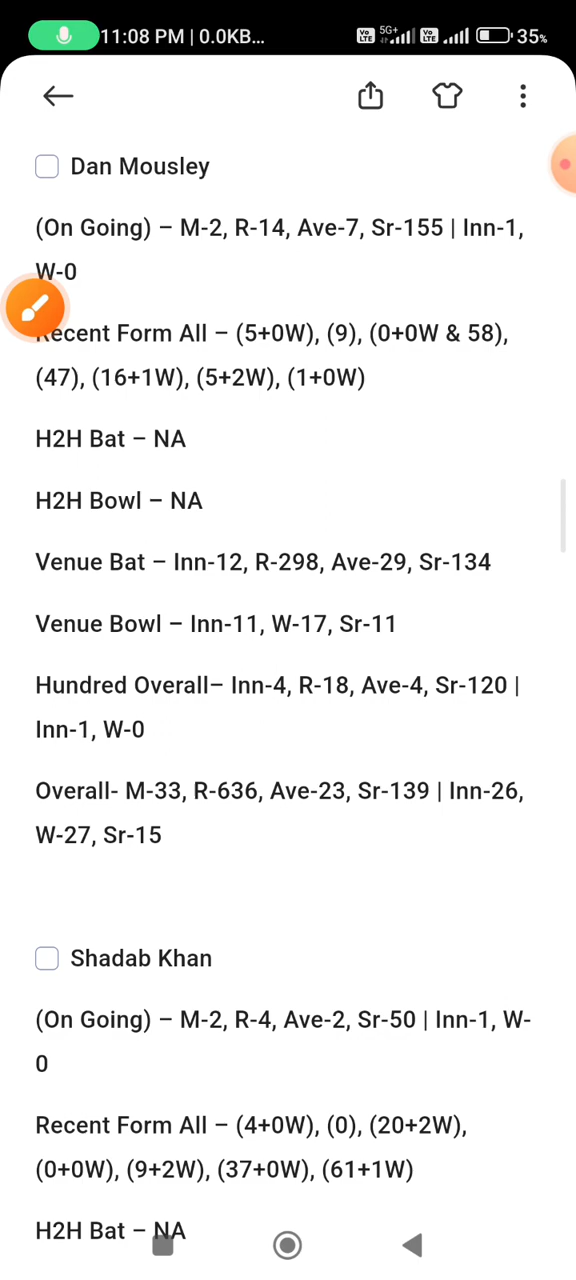 11:08 PM | 0.0KB...
Vo LTE 5G+ Vo LTE 35%
Dan Mousley
(On Going) – M-2, R-14, Ave-7, Sr-155 | Inn-1,
W-0
Recent Form All – (5+0W), (9), (0+0W & 58),
(47), (16+1W), (5+2W), (1+0W)
H2H Bat – NA
H2H Bowl – NA
Venue Bat – Inn-12, R-298, Ave-29, Sr-134
Venue Bowl – Inn-11, W-17, Sr-11
Hundred Overall– Inn-4, R-18, Ave-4, Sr-120 |
Inn-1, W-0
Overall- M-33, R-636, Ave-23, Sr-139 | Inn-26,
W-27, Sr-15
Shadab Khan
(On Going) – M-2, R-4, Ave-2, Sr-50 | Inn-1, W-
0
Recent Form All – (4+0W), (0), (20+2W),
(0+0W), (9+2W), (37+0W), (61+1W)
H2H Bat – NA